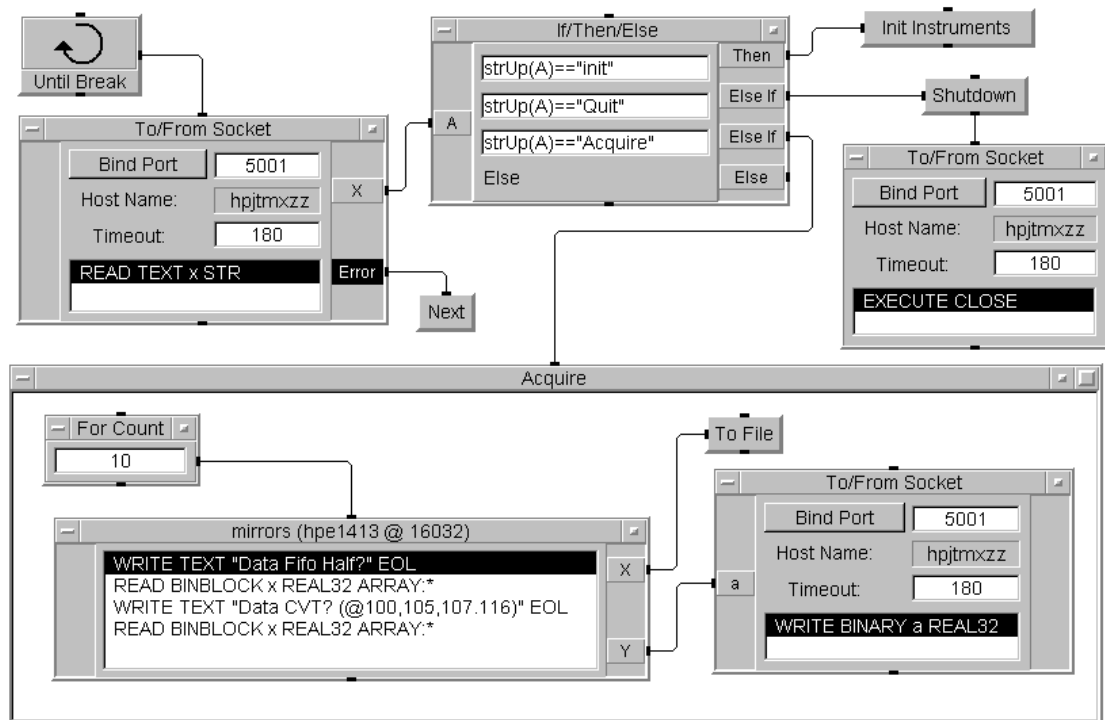 Until Break
To/From Socket
Bind Port 5001
Host Name: hpjtmxzz
Timeout: 180
READ TEXT x STR
X
Error
Next
If/Then/Else
A
strUp(A)=="init"
strUp(A)=="Quit"
strUp(A)=="Acquire"
Else
Then
Else If
Else If
Else
Init Instruments
Shutdown
To/From Socket
Bind Port 5001
Host Name: hpjtmxzz
Timeout: 180
EXECUTE CLOSE
Acquire
For Count
10
mirrors (hpe1413 @ 16032)
WRITE TEXT "Data Fifo Half?" EOL
READ BINBLOCK x REAL32 ARRAY:*
WRITE TEXT "Data CVT? (@100,105,107.116)" EOL
READ BINBLOCK x REAL32 ARRAY:*
X
Y
To File
To/From Socket
Bind Port 5001
Host Name: hpjtmxzz
Timeout: 180
a
WRITE BINARY a REAL32